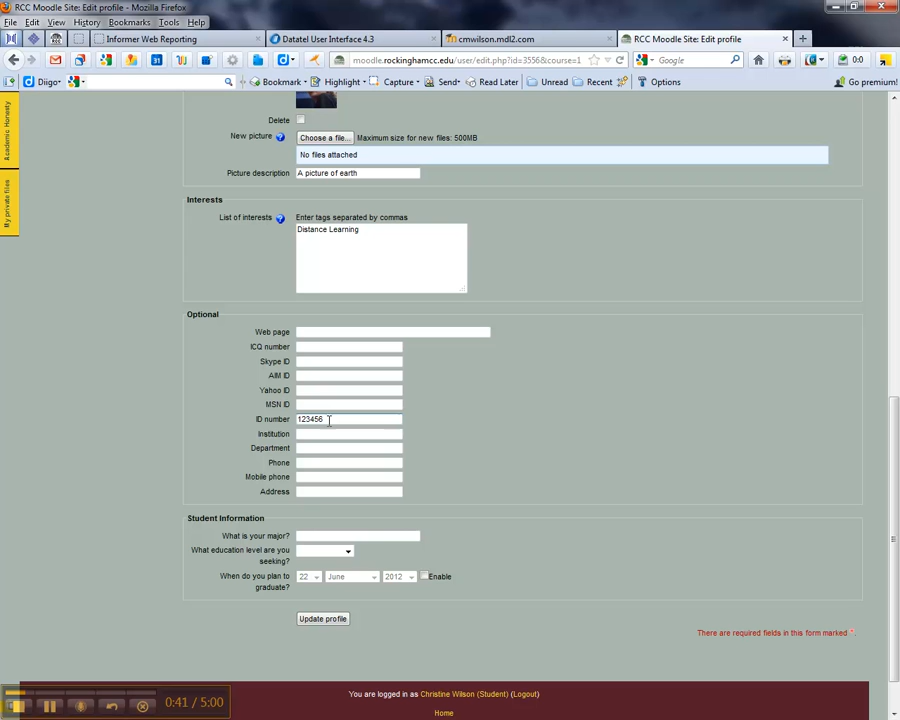 RCC Moodle Site: Edit profile - Mozilla Firefox
File Edit View History Bookmarks Tools Help
Informer Web Reporting × Datatel User Interface 4.3 × cmwilson.mdl2.com × RCC Moodle Site: Edit profile × +
moodle.rockinghamcc.edu/user/edit.php?id=3556&course=1 Google 0:0
Diigo Bookmark Highlight Capture Send Read Later Unread Recent Options Go premium!
Academic Honesty
My private files
Delete
New picture Choose a file... Maximum size for new files: 500MB
No files attached
Picture description A picture of earth
Interests
List of interests Enter tags separated by commas
Distance Learning
Optional
Web page
ICQ number
Skype ID
AIM ID
Yahoo ID
MSN ID
ID number 123456
Institution
Department
Phone
Mobile phone
Address
Student Information
What is your major?
What education level are you
seeking?
When do you plan to 22 June 2012 Enable
graduate?
Update profile
There are required fields in this form marked *.
You are logged in as Christine Wilson (Student) (Logout)
0:41 / 5:00
Home